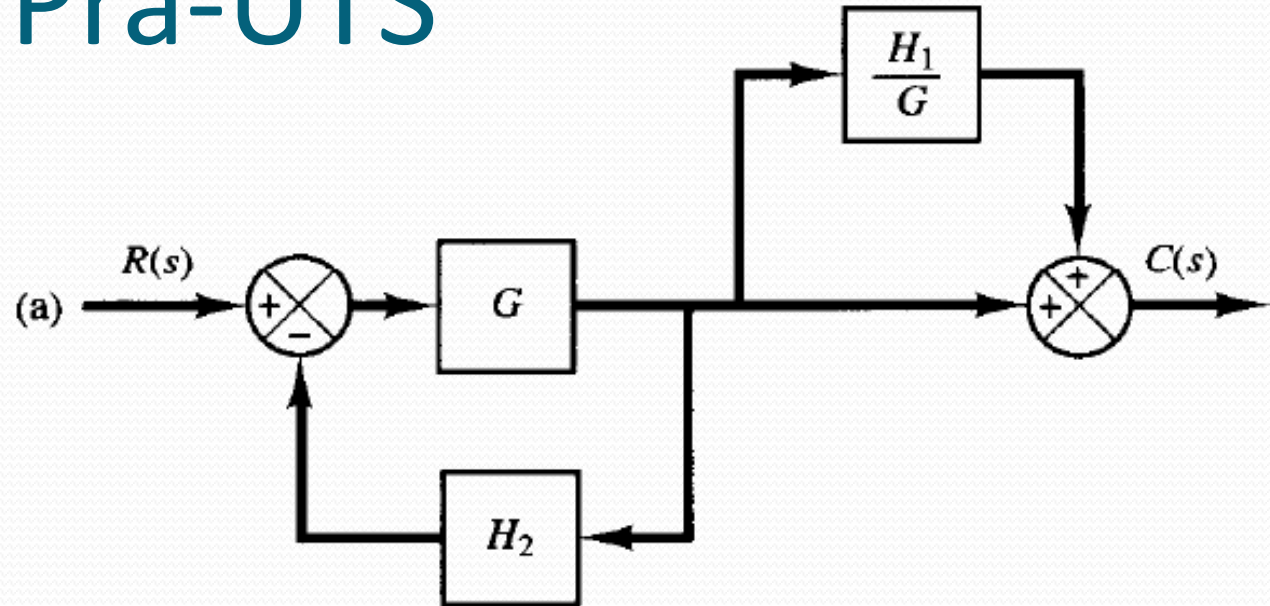 Pra-UTS
H₁
G
R(s)
C(s)
+
(a)
+
G
+
−
H₂